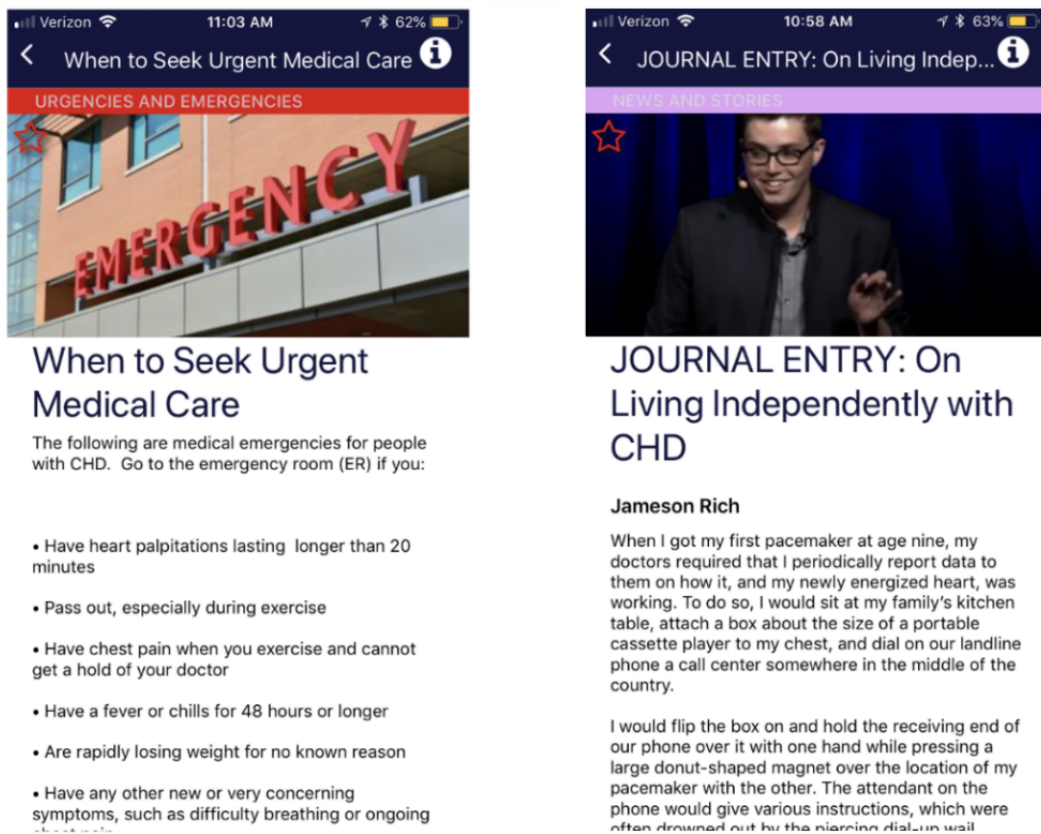 Verizon 11:03 AM 62%
When to Seek Urgent Medical Care
URGENCIES AND EMERGENCIES
EMERGENCY
When to Seek Urgent
Medical Care
The following are medical emergencies for people
with CHD.  Go to the emergency room (ER) if you:
• Have heart palpitations lasting  longer than 20
minutes
• Pass out, especially during exercise
• Have chest pain when you exercise and cannot
get a hold of your doctor
• Have a fever or chills for 48 hours or longer
• Are rapidly losing weight for no known reason
• Have any other new or very concerning
symptoms, such as difficulty breathing or ongoing
chest pain
Verizon 10:58 AM 63%
JOURNAL ENTRY: On Living Indep...
NEWS AND STORIES
JOURNAL ENTRY: On
Living Independently with
CHD
Jameson Rich
When I got my first pacemaker at age nine, my
doctors required that I periodically report data to
them on how it, and my newly energized heart, was
working. To do so, I would sit at my family's kitchen
table, attach a box about the size of a portable
cassette player to my chest, and dial on our landline
phone a call center somewhere in the middle of the
country.
I would flip the box on and hold the receiving end of
our phone over it with one hand while pressing a
large donut-shaped magnet over the location of my
pacemaker with the other. The attendant on the
phone would give various instructions, which were
often drowned out by the piercing dial-up wail